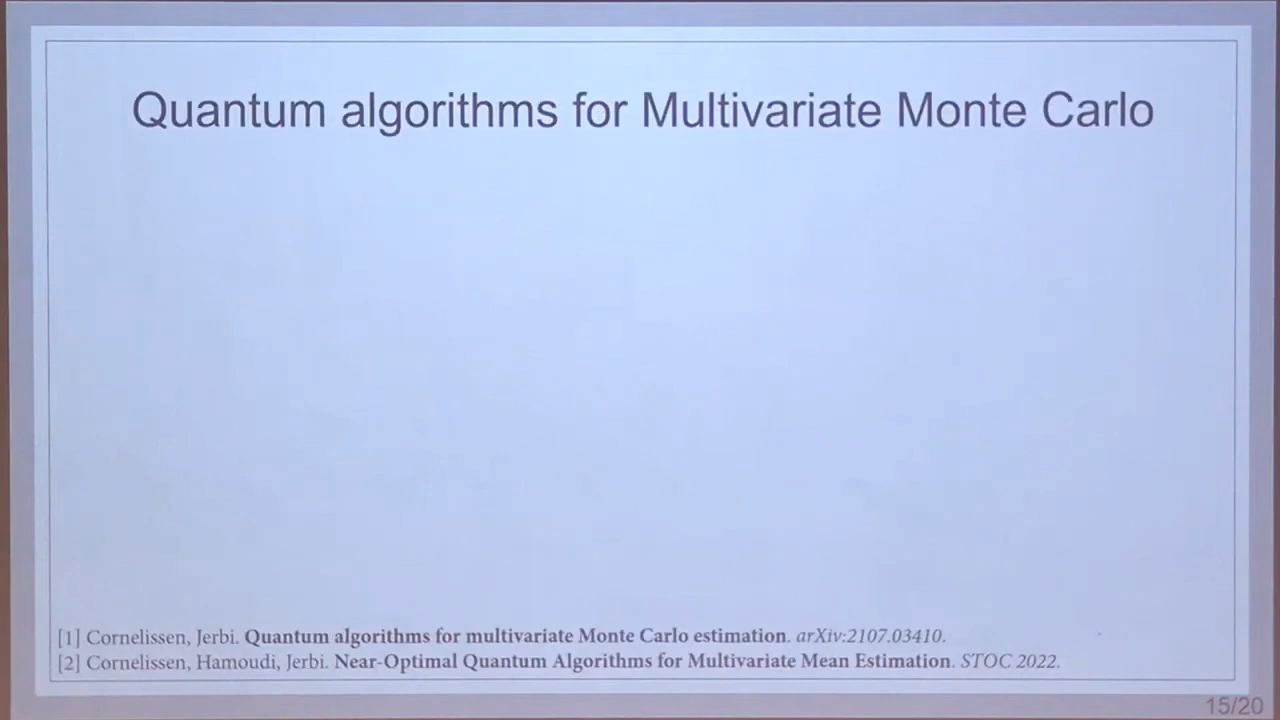 Quantum algorithms for Multivariate Monte Carlo
[1] Cornelissen, Jerbi. Quantum algorithms for multivariate Monte Carlo estimation. arXiv:2107.03410.
[2] Cornelissen, Hamoudi, Jerbi. Near-Optimal Quantum Algorithms for Multivariate Mean Estimation. STOC 2022.
15/20